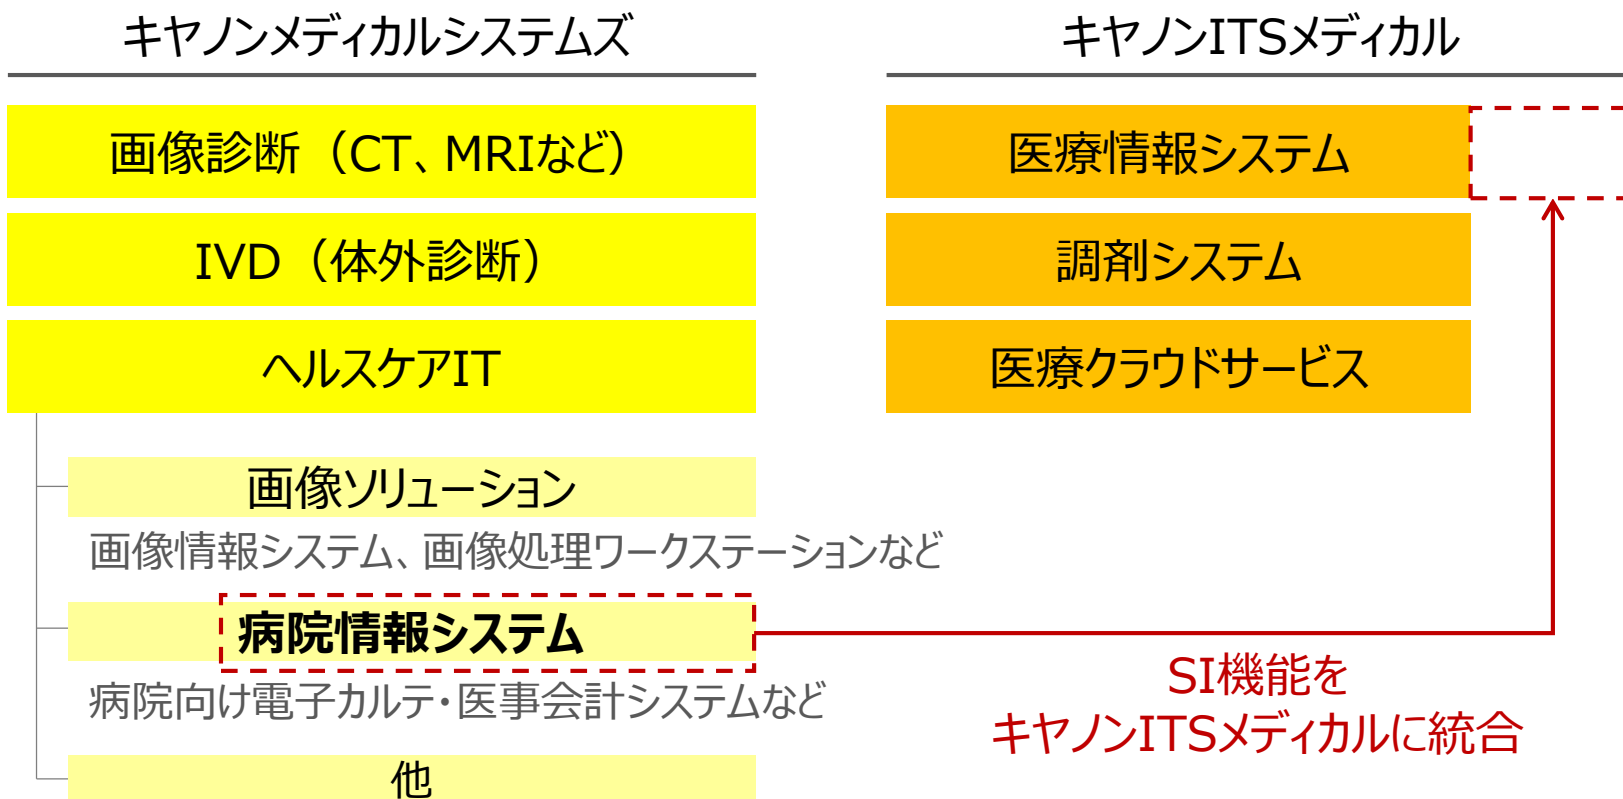 キヤノンメディカルシステムズ
画像診断（CT、MRIなど）
IVD（体外診断）
ヘルスケアIT
画像ソリューション
画像情報システム、画像処理ワークステーションなど
病院情報システム
病院向け電子カルテ・医事会計システムなど
他
キヤノンITSメディカル
医療情報システム
調剤システム
医療クラウドサービス
SI機能を
キヤノンITSメディカルに統合